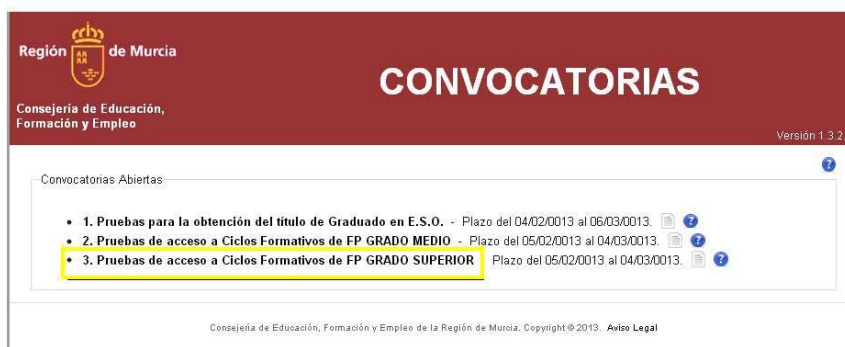 Región de Murcia
Consejería de Educación,
Formación y Empleo
CONVOCATORIAS
Versión 1.3.2
Convocatorias Abiertas
• 1. Pruebas para la obtención del título de Graduado en E.S.O. - Plazo del 04/02/0013 al 06/03/0013.
• 2. Pruebas de acceso a Ciclos Formativos de FP GRADO MEDIO - Plazo del 05/02/0013 al 04/03/0013.
• 3. Pruebas de acceso a Ciclos Formativos de FP GRADO SUPERIOR Plazo del 05/02/0013 al 04/03/0013.
Consejería de Educación, Formación y Empleo de la Región de Murcia. Copyright © 2013. Aviso Legal